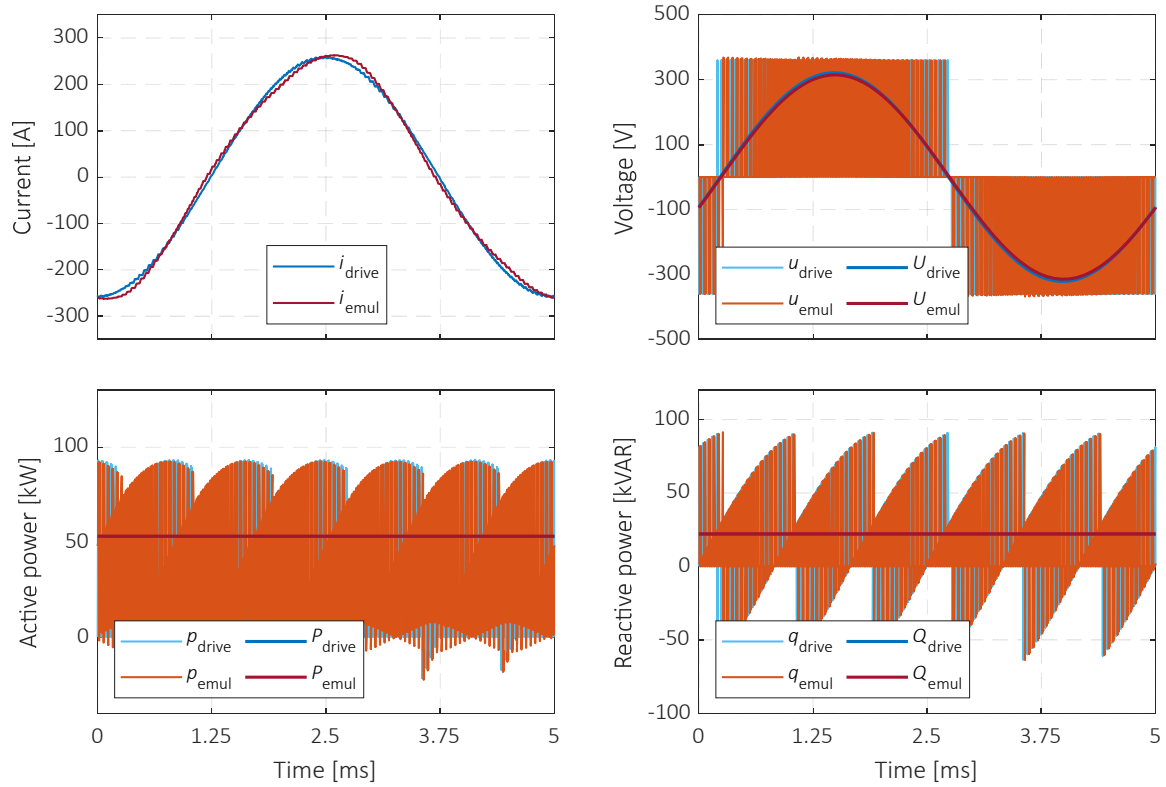 300
200
100
0
-100
-200
-300
Current [A]
i drive
i emul
500
300
100
-100
-300
-500
Voltage [V]
u drive U drive
u emul U emul
100
50
0
Active power [kW]
p drive P drive
p emul P emul
0 1.25 2.5 3.75 5
Time [ms]
100
50
0
-50
-100
Reactive power [kVAR]
q drive Q drive
q emul Q emul
0 1.25 2.5 3.75 5
Time [ms]